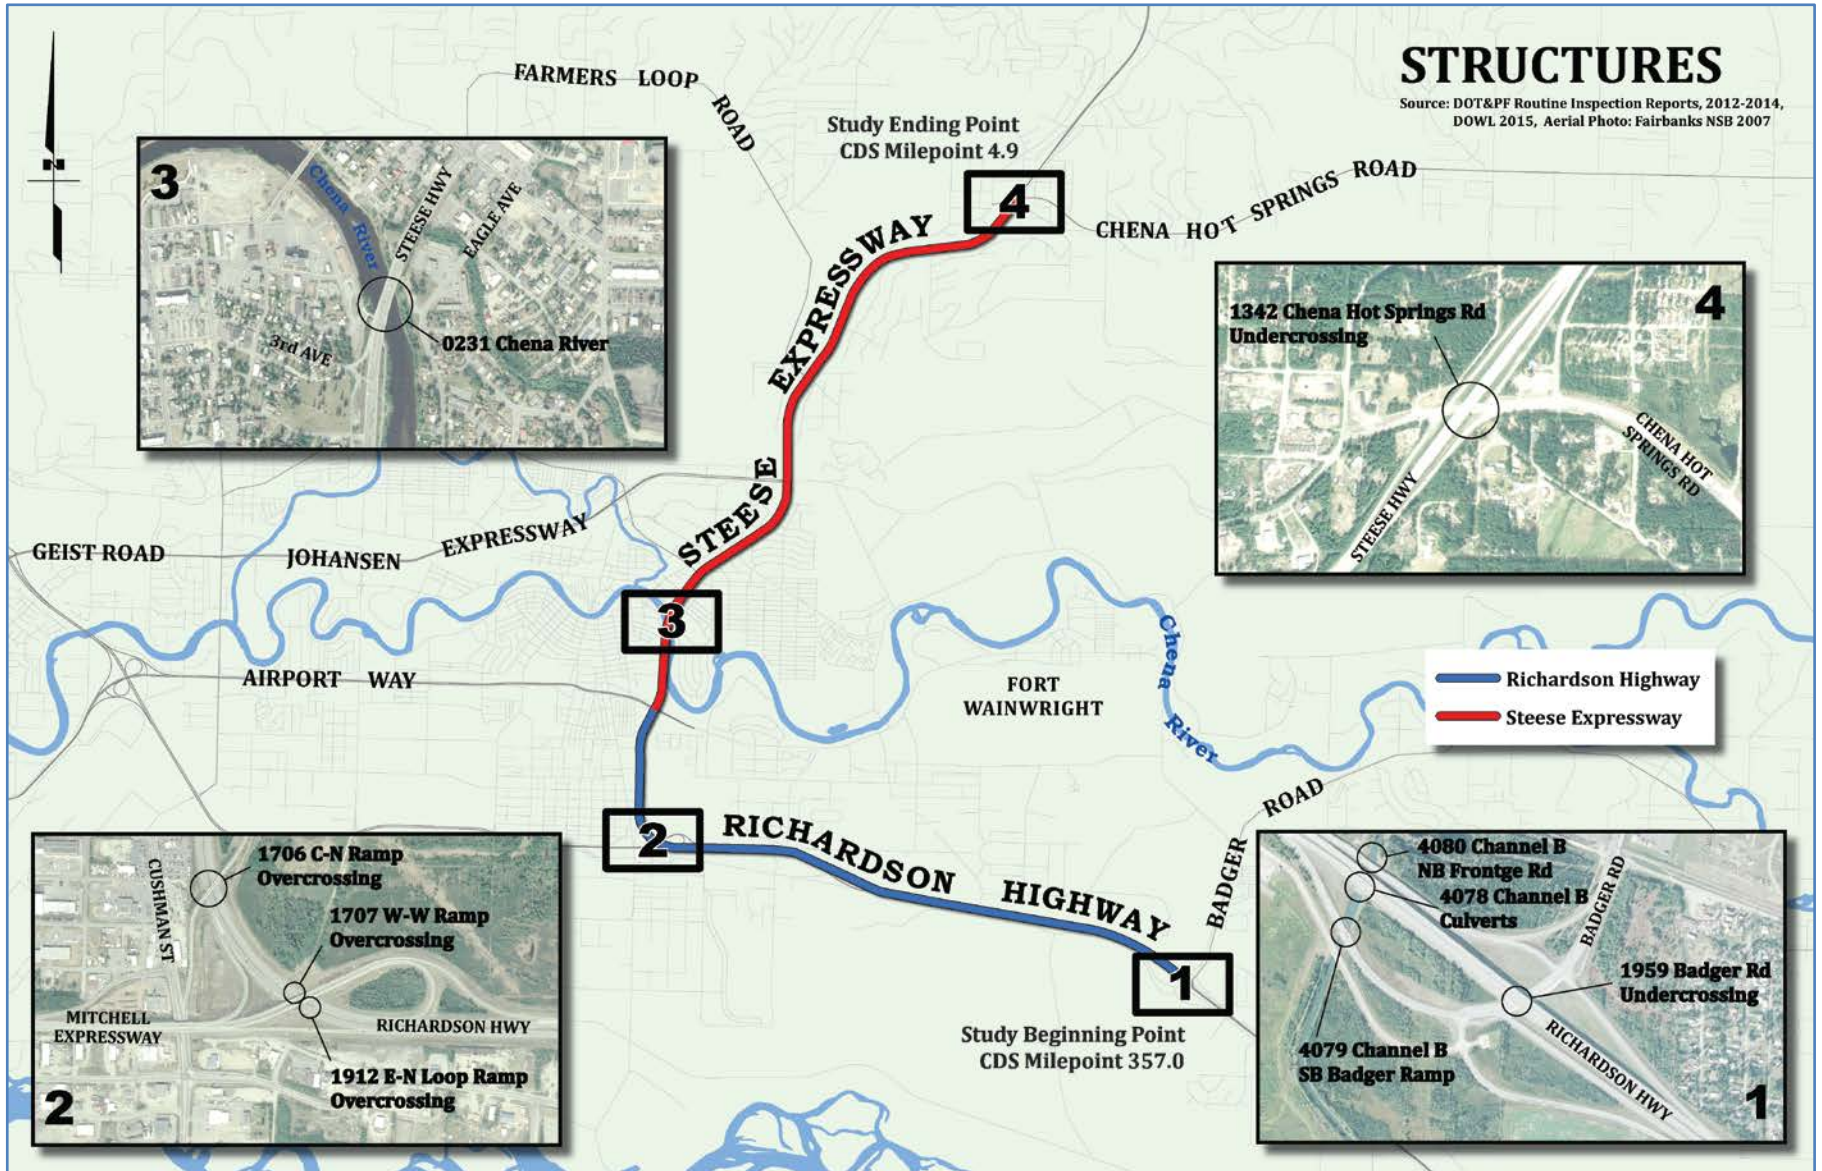 STRUCTURES
Source: DOT&PF Routine Inspection Reports, 2012-2014,
DOWL 2015, Aerial Photo: Fairbanks NSB 2007
FARMERS LOOP
ROAD
Study Ending Point
CDS Milepoint 4.9
4
CHENA HOT SPRINGS ROAD
N
3
Chena
River
STEESE HWY
EAGLE AVE
3rd AVE
0231 Chena River
STEESE EXPRESSWAY
4
1342 Chena Hot Springs Rd
Undercrossing
CHENA HOT
SPRINGS RD
STEESE HWY
GEIST ROAD
JOHANSEN EXPRESSWAY
3
AIRPORT WAY
FORT
WAINWRIGHT
Chena
River
Richardson Highway
Steese Expressway
2
RICHARDSON HIGHWAY
BADGER ROAD
1
Study Beginning Point
CDS Milepoint 357.0
CUSHMAN ST
1706 C-N Ramp
Overcrossing
1707 W-W Ramp
Overcrossing
MITCHELL
EXPRESSWAY
RICHARDSON HWY
1912 E-N Loop Ramp
Overcrossing
2
4080 Channel B
NB Frontge Rd
4078 Channel B
Culverts
BADGER RD
1959 Badger Rd
Undercrossing
4079 Channel B
SB Badger Ramp
RICHARDSON HWY
1